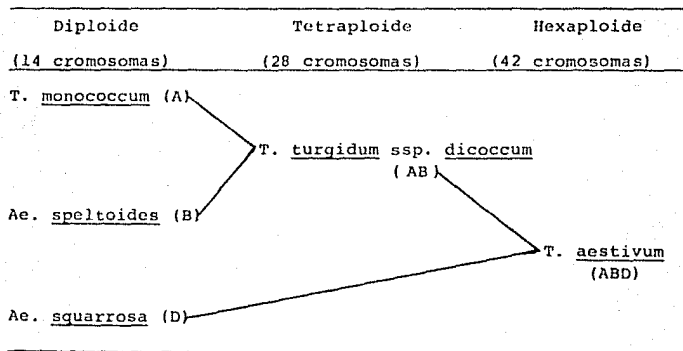 Diploide Tetraploide Hexaploide
(14 cromosomas) (28 cromosomas) (42 cromosomas)
T. monococcum (A)
T. turgidum ssp. dicoccum
(AB)
Ae. speltoides (B)
T. aestivum
(ABD)
Ae. squarrosa (D)